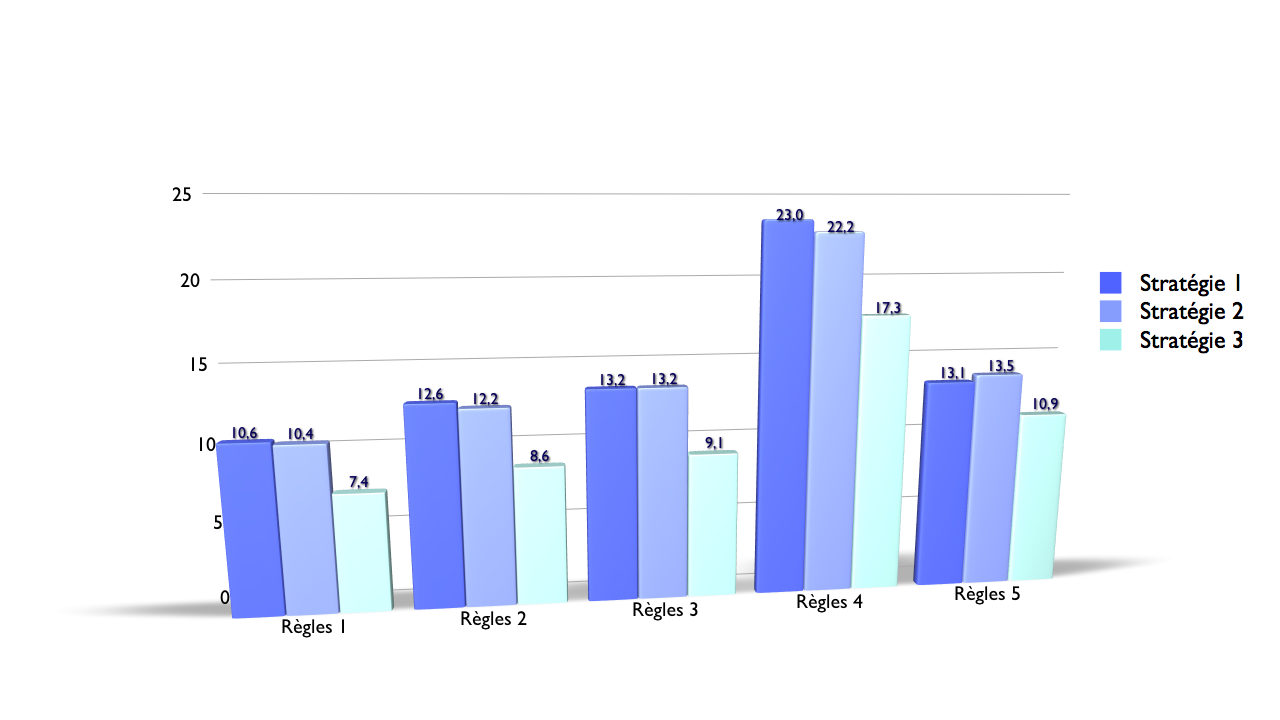 25
20
15
10
5
0
23,0
22,2
17,3
13,2
13,2
9,1
13,1
13,5
10,9
12,6
12,2
8,6
10,6
10,4
7,4
Règles 1
Règles 2
Règles 3
Règles 4
Règles 5
Stratégie 1
Stratégie 2
Stratégie 3